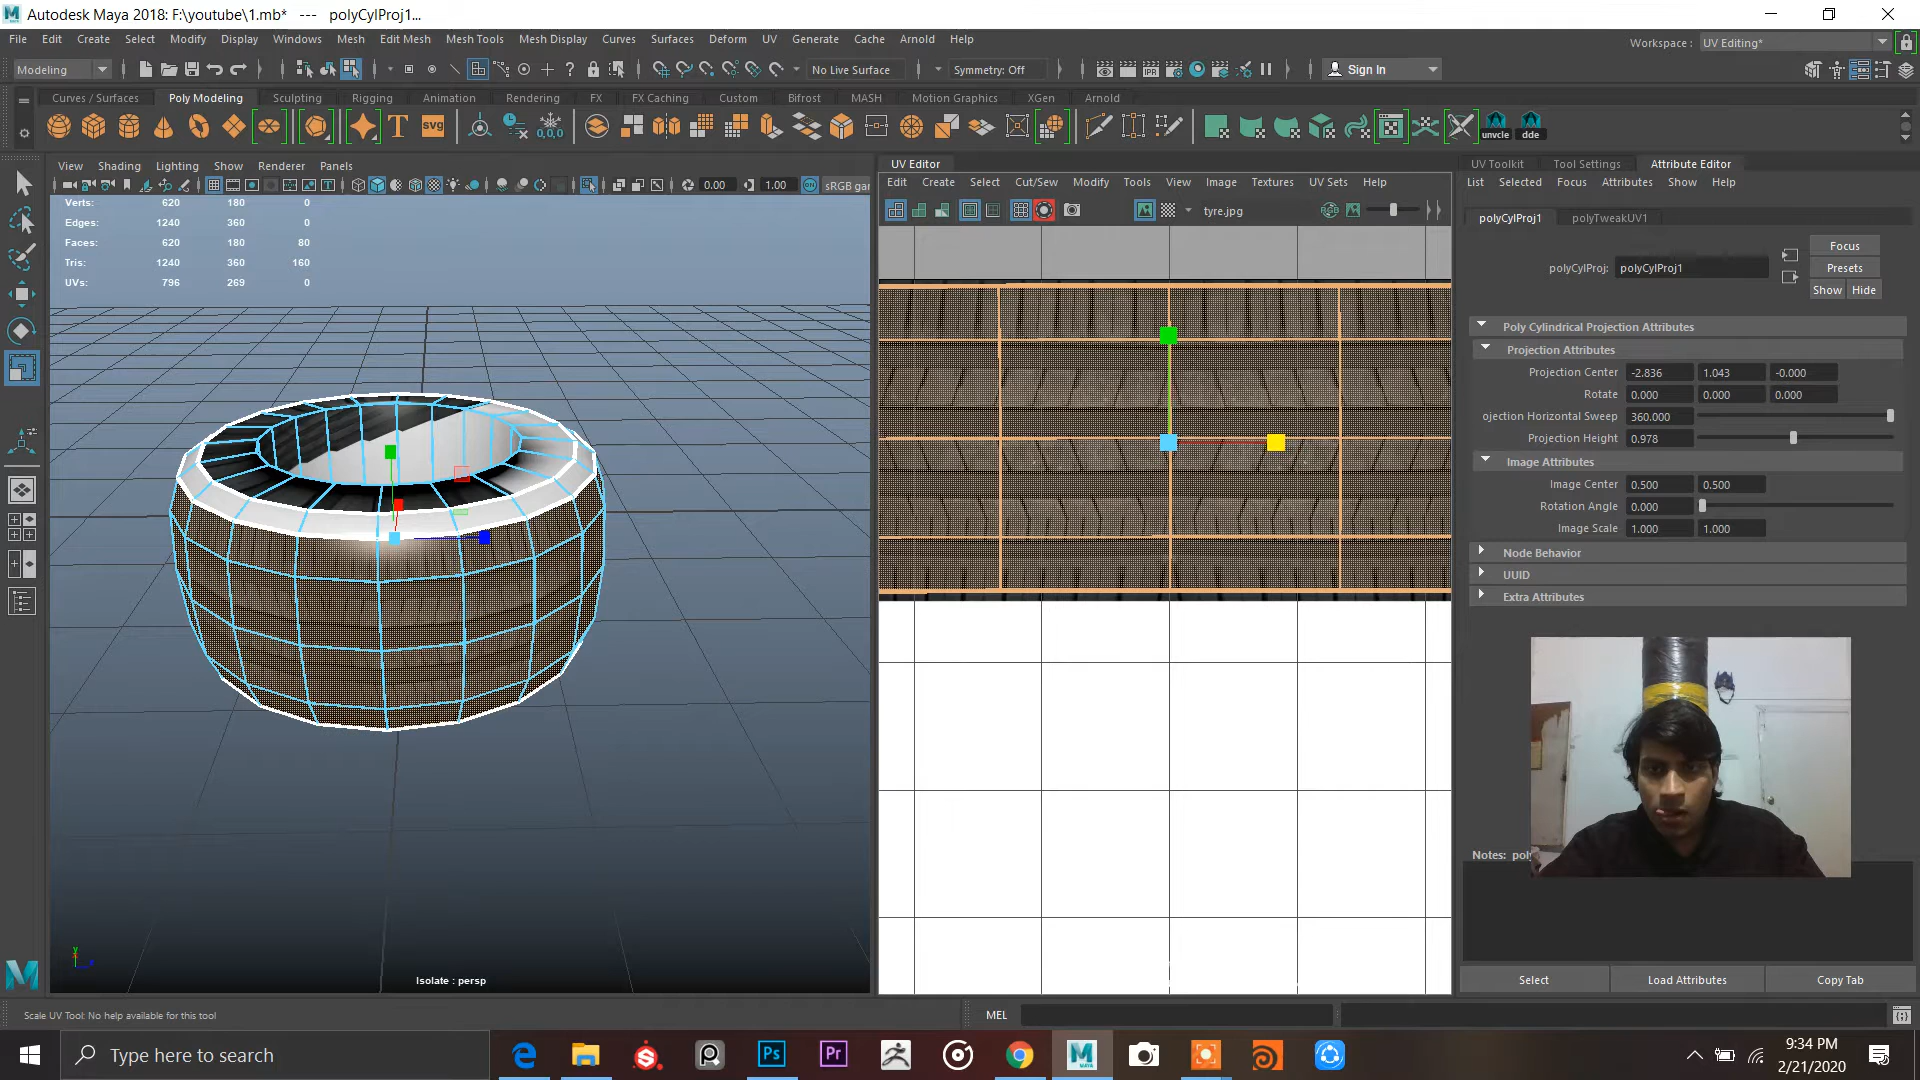 Autodesk Maya 2018: F:\youtube\1.mb* --- polyCylProj1...
File Edit Create Select Modify Display Windows Mesh Edit Mesh Mesh Tools Mesh Display Curves Surfaces Deform UV Generate Cache Arnold Help
Workspace : UV Editing*
Modeling No Live Surface Symmetry: Off Sign In
Curves / Surfaces Poly Modeling Sculpting Rigging Animation Rendering FX FX Caching Custom Bifrost MASH Motion Graphics XGen Arnold
T SVG 0,0,0 unvcle dde
View Shading Lighting Show Renderer Panels
0.00 1.00 sRGB gar
Verts: 620 180 0
Edges: 1240 360 0
Faces: 620 180 80
Tris: 1240 360 160
UVs: 796 269 0
Isolate : persp
UV Editor
Edit Create Select Cut/Sew Modify Tools View Image Textures UV Sets Help
tyre.jpg
UV Toolkit Tool Settings Attribute Editor
List Selected Focus Attributes Show Help
polyCylProj1 polyTweakUV1
polyCylProj: polyCylProj1
Focus
Presets
Show Hide
Poly Cylindrical Projection Attributes
Projection Attributes
Projection Center -2.836 1.043 -0.000
Rotate 0.000 0.000 0.000
ojection Horizontal Sweep 360.000
Projection Height 0.978
Image Attributes
Image Center 0.500 0.500
Rotation Angle 0.000
Image Scale 1.000 1.000
Node Behavior
UUID
Extra Attributes
Notes: poly
Select Load Attributes Copy Tab
Scale UV Tool: No help available for this tool
MEL
Type here to search
9:34 PM
2/21/2020